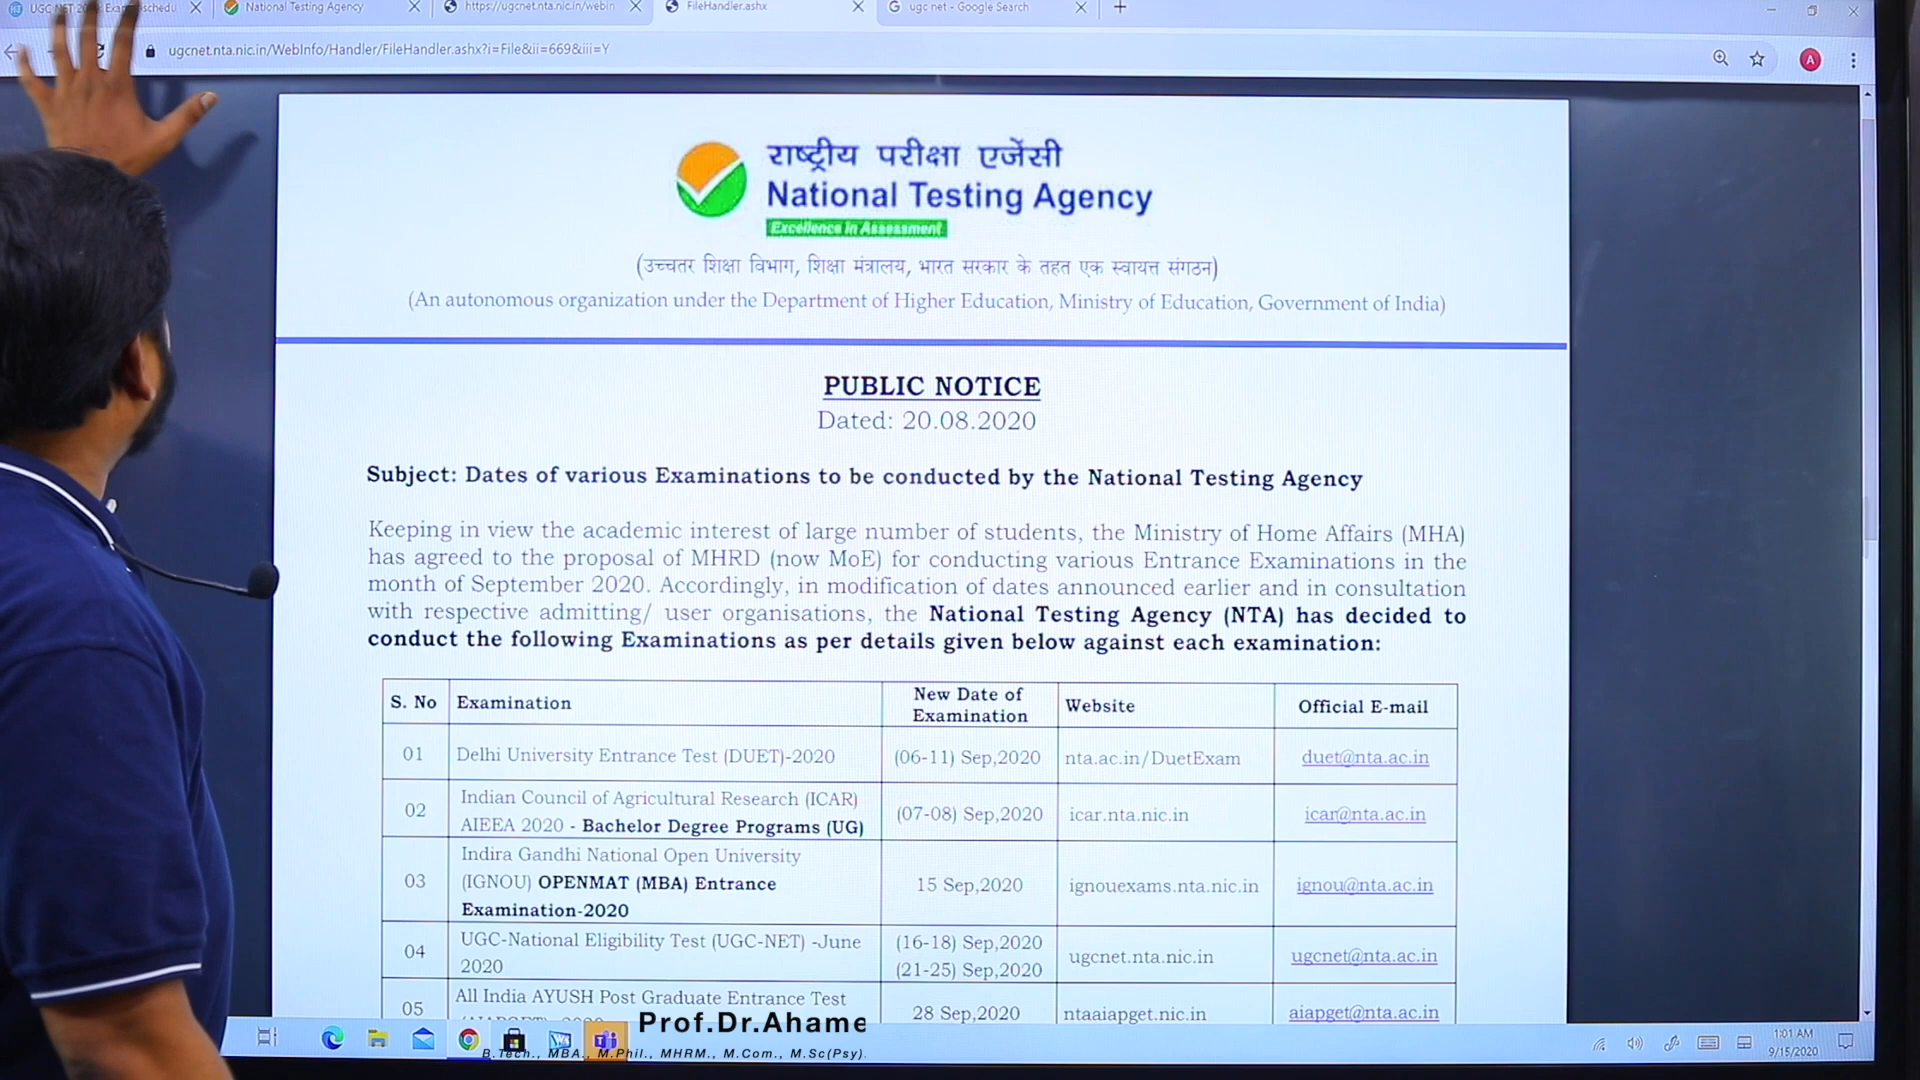 National Testing Agency
https://ugcnet.nta.nic.in/webin
FileHandler.ashx
ugc net - Google Search
ugcnet.nta.nic.in/WebInfo/Handler/FileHandler.ashx?i=File&ii=669&iii=Y
A
राष्ट्रीय परीक्षा एजेंसी
National Testing Agency
Excellence in Assessment
(उच्चतर शिक्षा विभाग, शिक्षा मंत्रालय, भारत सरकार के तहत एक स्वायत्त संगठन)
(An autonomous organization under the Department of Higher Education, Ministry of Education, Government of India)
PUBLIC NOTICE
Dated: 20.08.2020
Subject: Dates of various Examinations to be conducted by the National Testing Agency
Keeping in view the academic interest of large number of students, the Ministry of Home Affairs (MHA)
has agreed to the proposal of MHRD (now MoE) for conducting various Entrance Examinations in the
month of September 2020. Accordingly, in modification of dates announced earlier and in consultation
with respective admitting/ user organisations, the National Testing Agency (NTA) has decided to
conduct the following Examinations as per details given below against each examination:
S. No Examination New Date of Examination Website Official E-mail
01 Delhi University Entrance Test (DUET)-2020 (06-11) Sep,2020 nta.ac.in/DuetExam duet@nta.ac.in
02 Indian Council of Agricultural Research (ICAR)
AIEEA 2020 - Bachelor Degree Programs (UG) (07-08) Sep,2020 icar.nta.nic.in icar@nta.ac.in
03 Indira Gandhi National Open University
(IGNOU) OPENMAT (MBA) Entrance
Examination-2020 15 Sep,2020 ignouexams.nta.nic.in ignou@nta.ac.in
04 UGC-National Eligibility Test (UGC-NET) -June
2020 (16-18) Sep,2020
(21-25) Sep,2020 ugcnet.nta.nic.in ugcnet@nta.ac.in
05 All India AYUSH Post Graduate Entrance Test
28 Sep,2020 ntaaiapget.nic.in aiapget@nta.ac.in
Prof.Dr.Ahame
B.Tech., MBA., M.Phil., MHRM., M.Com., M.Sc(Psy).
1:01 AM
9/15/2020